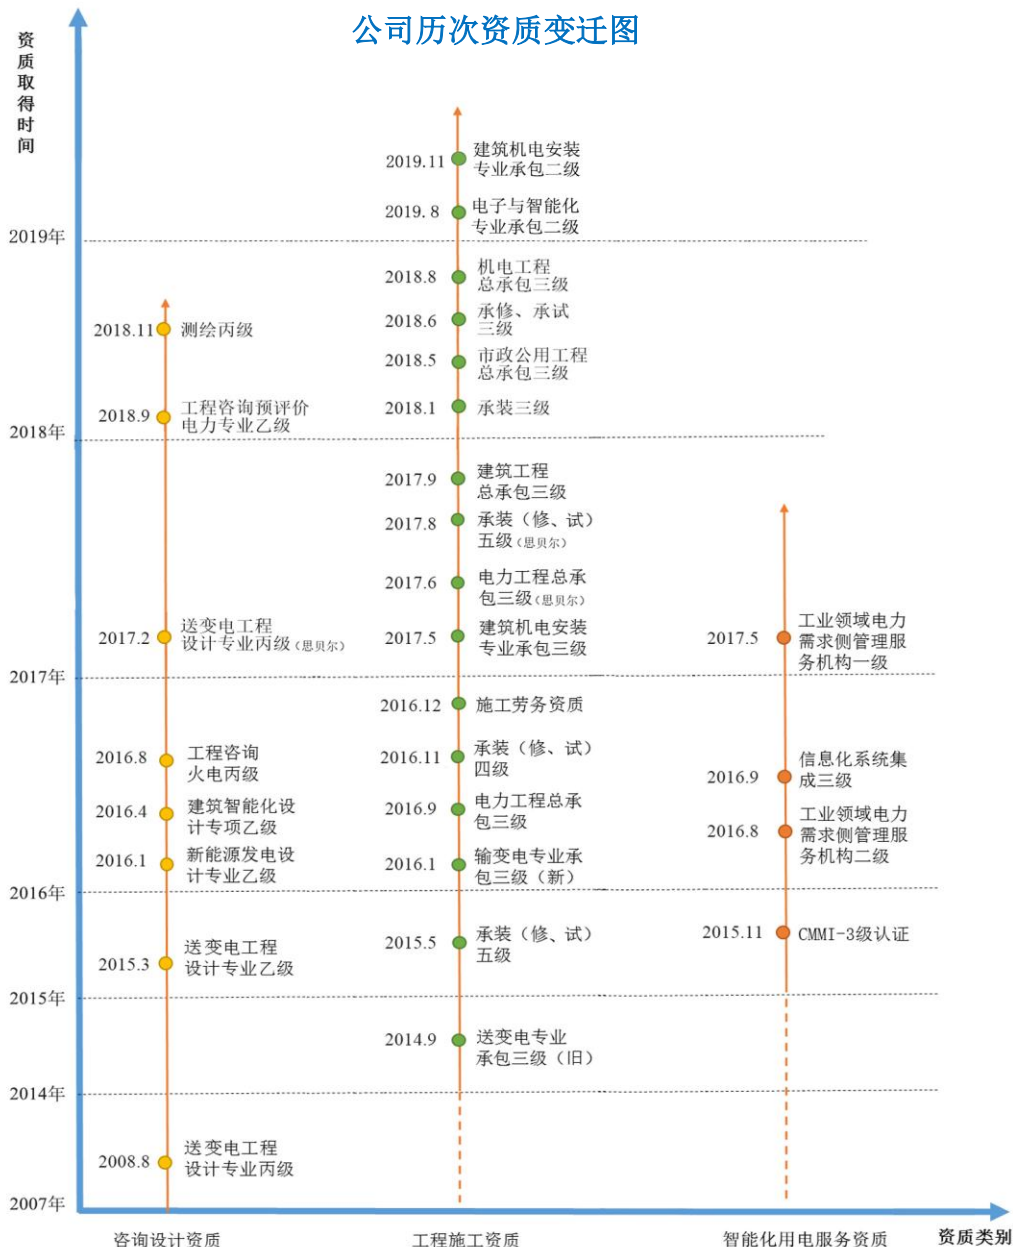 公司历次资质变迁图
资质取得时间
2019.11
建筑机电安装
专业承包二级
2019. 8
电子与智能化
专业承包二级
2019年
2018.8
机电工程
总承包三级
2018.11
测绘丙级
2018.6
承修、承试
三级
2018.5
市政公用工程
总承包三级
2018.9
工程咨询预评价
电力专业乙级
2018.1
承装三级
2018年
2017.9
建筑工程
总承包三级
2017.8
承装（修、试）
五级（思贝尔）
2017.6
电力工程总承
包三级（思贝尔）
2017.2
送变电工程
设计专业丙级（思贝尔）
2017.5
建筑机电安装
专业承包三级
2017.5
工业领域电力
需求侧管理服
务机构一级
2017年
2016.12
施工劳务资质
2016.8
工程咨询
火电丙级
2016.11
承装（修、试）
四级
2016.9
信息化系统集
成三级
2016.4
建筑智能化设
计专项乙级
2016.9
电力工程总承
包三级
2016.8
工业领域电力
需求侧管理服
务机构二级
2016.1
新能源发电设
计专业乙级
2016.1
输变电专业承
包三级（新）
2016年
2015.3
送变电工程
设计专业乙级
2015.5
承装（修、试）
五级
2015.11
CMMI-3级认证
2015年
2014.9
送变电专业
承包三级（旧）
2014年
2008.8
送变电工程
设计专业丙级
2007年
咨询设计资质
工程施工资质
智能化用电服务资质
资质类别